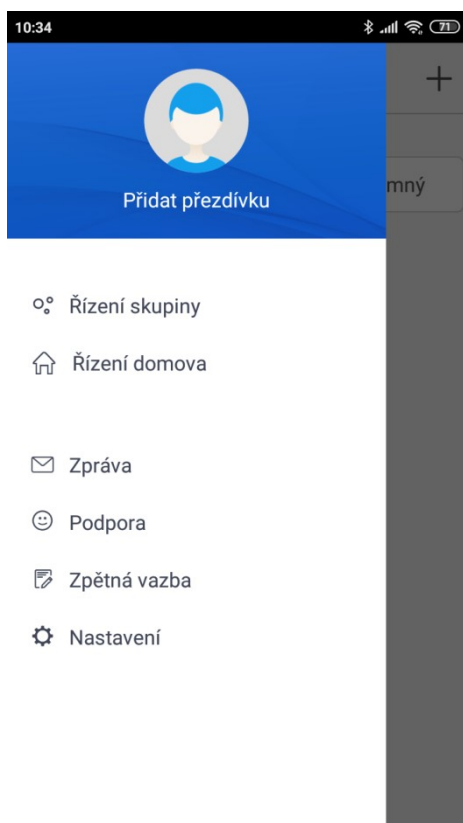 10:34
71
Přidat přezdívku
mný
Řízení skupiny
Řízení domova
Zpráva
Podpora
Zpětná vazba
Nastavení